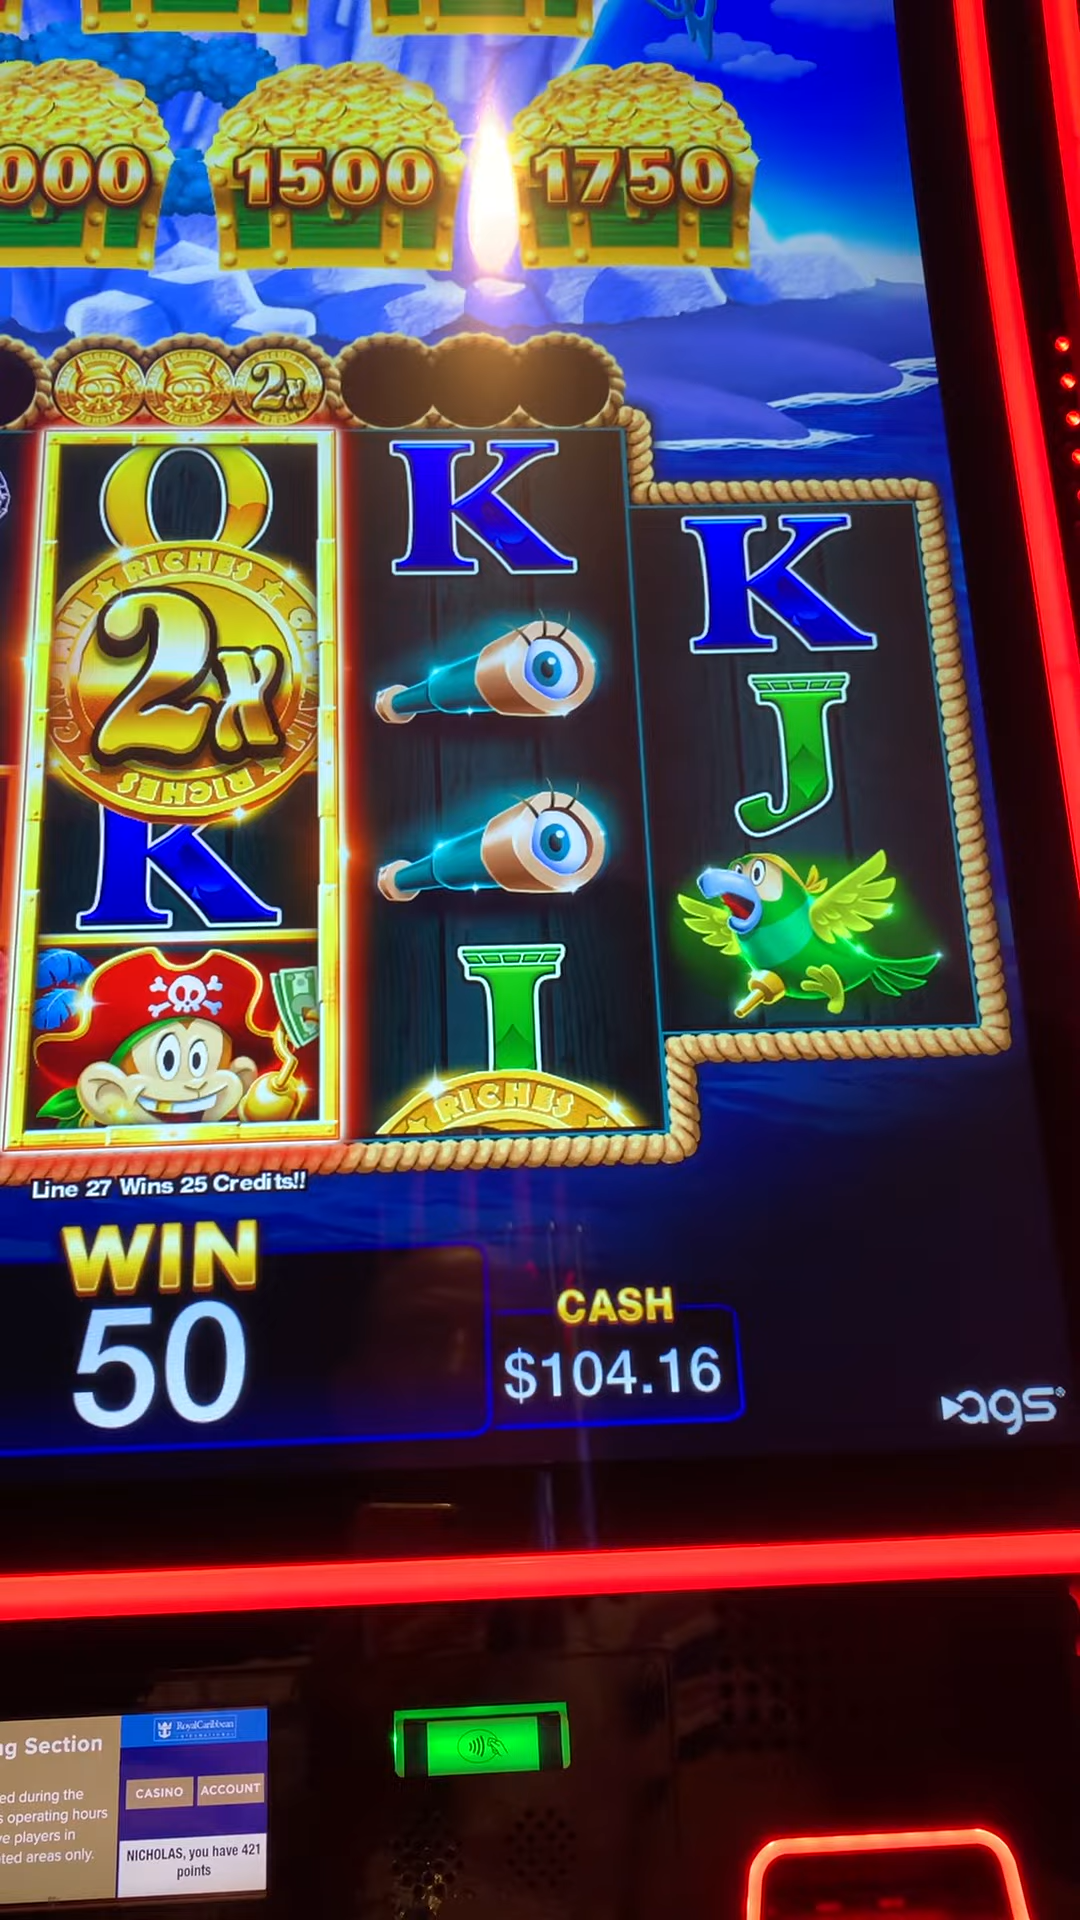 000 1500 1750
2x
Q K
RICHES CAPTAIN RICHES CAPTAIN
2x
K
J
K
J
RICHES
Line 27 Wins 25 Credits!!
WIN
50
CASH
$104.16
ags
RoyalCaribbean
INTERNATIONAL
g Section
CASINO ACCOUNT
ed during the
s operating hours
e players in
ted areas only.
NICHOLAS, you have 421
points